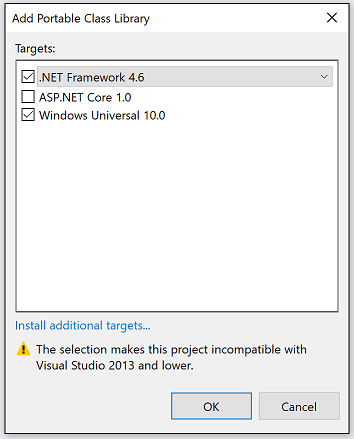 Add Portable Class Library
Targets:
.NET Framework 4.6
ASP.NET Core 1.0
Windows Universal 10.0
Install additional targets...
The selection makes this project incompatible with
Visual Studio 2013 and lower.
OK
Cancel